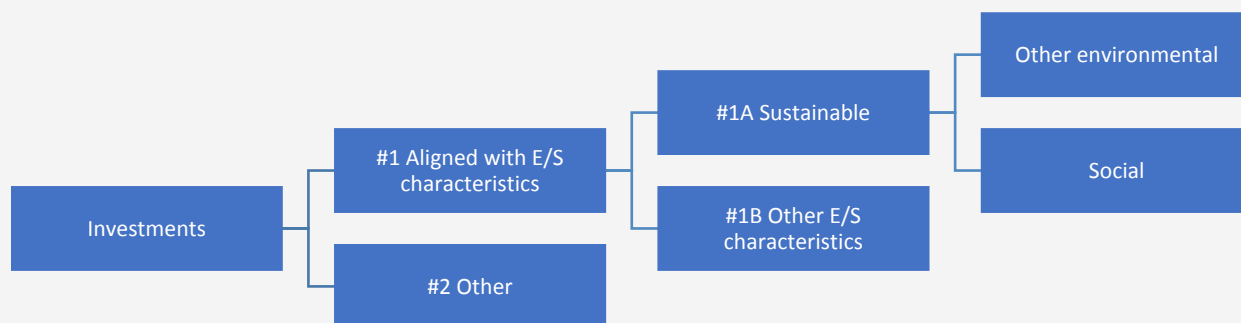 Investments
#1 Aligned with E/S
characteristics
#2 Other
#1A Sustainable
#1B Other E/S
characteristics
Other environmental
Social